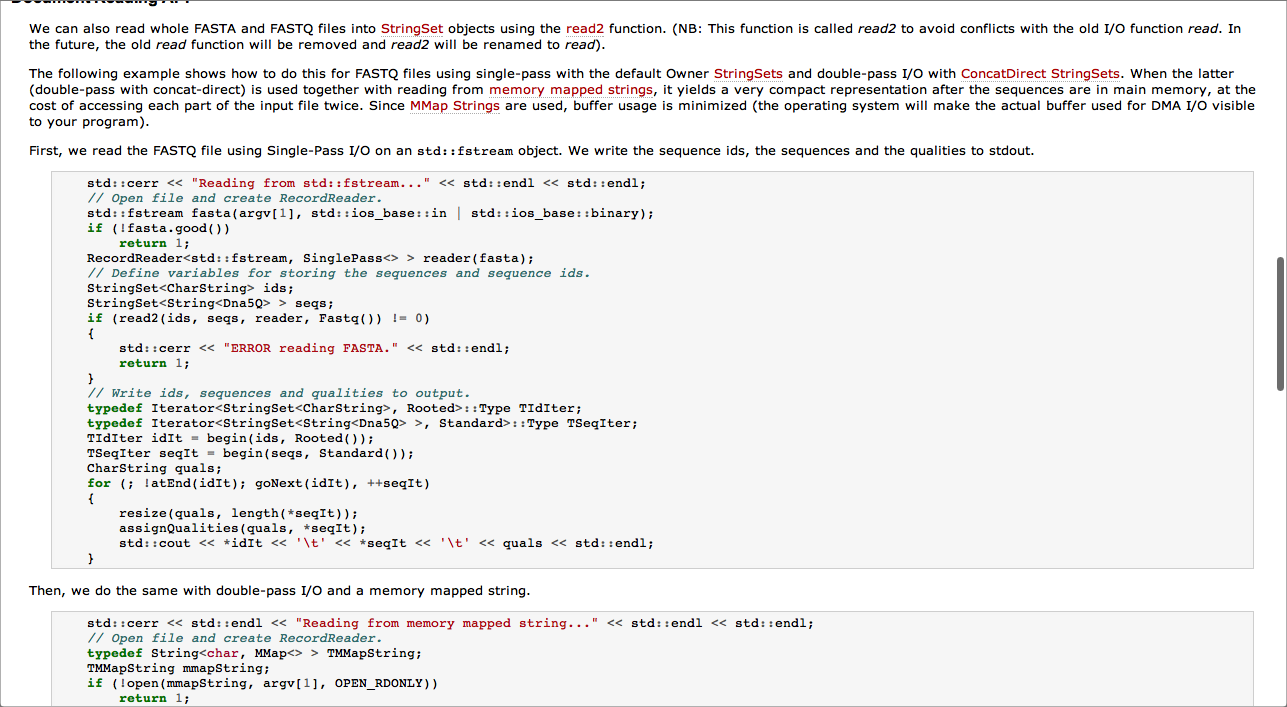 We can also read whole FASTA and FASTQ files into StringSet objects using the read2 function. (NB: This function is called read2 to avoid conflicts with the old I/O function read. In
the future, the old read function will be removed and read2 will be renamed to read).
The following example shows how to do this for FASTQ files using single-pass with the default Owner StringSets and double-pass I/O with ConcatDirect StringSets. When the latter
(double-pass with concat-direct) is used together with reading from memory mapped strings, it yields a very compact representation after the sequences are in main memory, at the
cost of accessing each part of the input file twice. Since MMap Strings are used, buffer usage is minimized (the operating system will make the actual buffer used for DMA I/O visible
to your program).
First, we read the FASTQ file using Single-Pass I/O on an std::fstream object. We write the sequence ids, the sequences and the qualities to stdout.
std::cerr << "Reading from std::fstream..." << std::endl << std::endl;
// Open file and create RecordReader.
std::fstream fasta(argv[1], std::ios_base::in | std::ios_base::binary);
if (!fasta.good())
return 1;
RecordReader<std::fstream, SinglePass<> > reader(fasta);
// Define variables for storing the sequences and sequence ids.
StringSet<CharString> ids;
StringSet<String<Dna5Q> > seqs;
if (read2(ids, seqs, reader, Fastq()) != 0)
{
std::cerr << "ERROR reading FASTA." << std::endl;
return 1;
}
// Write ids, sequences and qualities to output.
typedef Iterator<StringSet<CharString>, Rooted>::Type TIdIter;
typedef Iterator<StringSet<String<Dna5Q> >, Standard>::Type TSeqIter;
TIdIter idIt = begin(ids, Rooted());
TSeqIter seqIt = begin(seqs, Standard());
CharString quals;
for (; !atEnd(idIt); goNext(idIt), ++seqIt)
{
resize(quals, length(*seqIt));
assignQualities(quals, *seqIt);
std::cout << *idIt << '\t' << *seqIt << '\t' << quals << std::endl;
}
Then, we do the same with double-pass I/O and a memory mapped string.
std::cerr << std::endl << "Reading from memory mapped string..." << std::endl << std::endl;
// Open file and create RecordReader.
typedef String<char, MMap<> > TMMapString;
TMMapString mmapString;
if (!open(mmapString, argv[1], OPEN_RDONLY))
return 1;